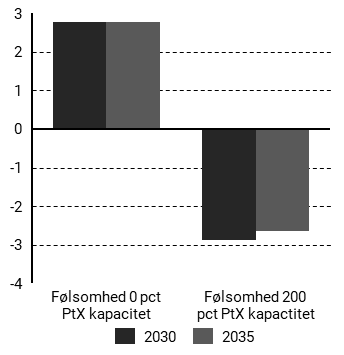 3
2
1
0
-1
-2
-3
-4
Følsomhed 0 pct
PtX kapacitet
Følsomhed 200
pct PtX kapactitet
2030
2035